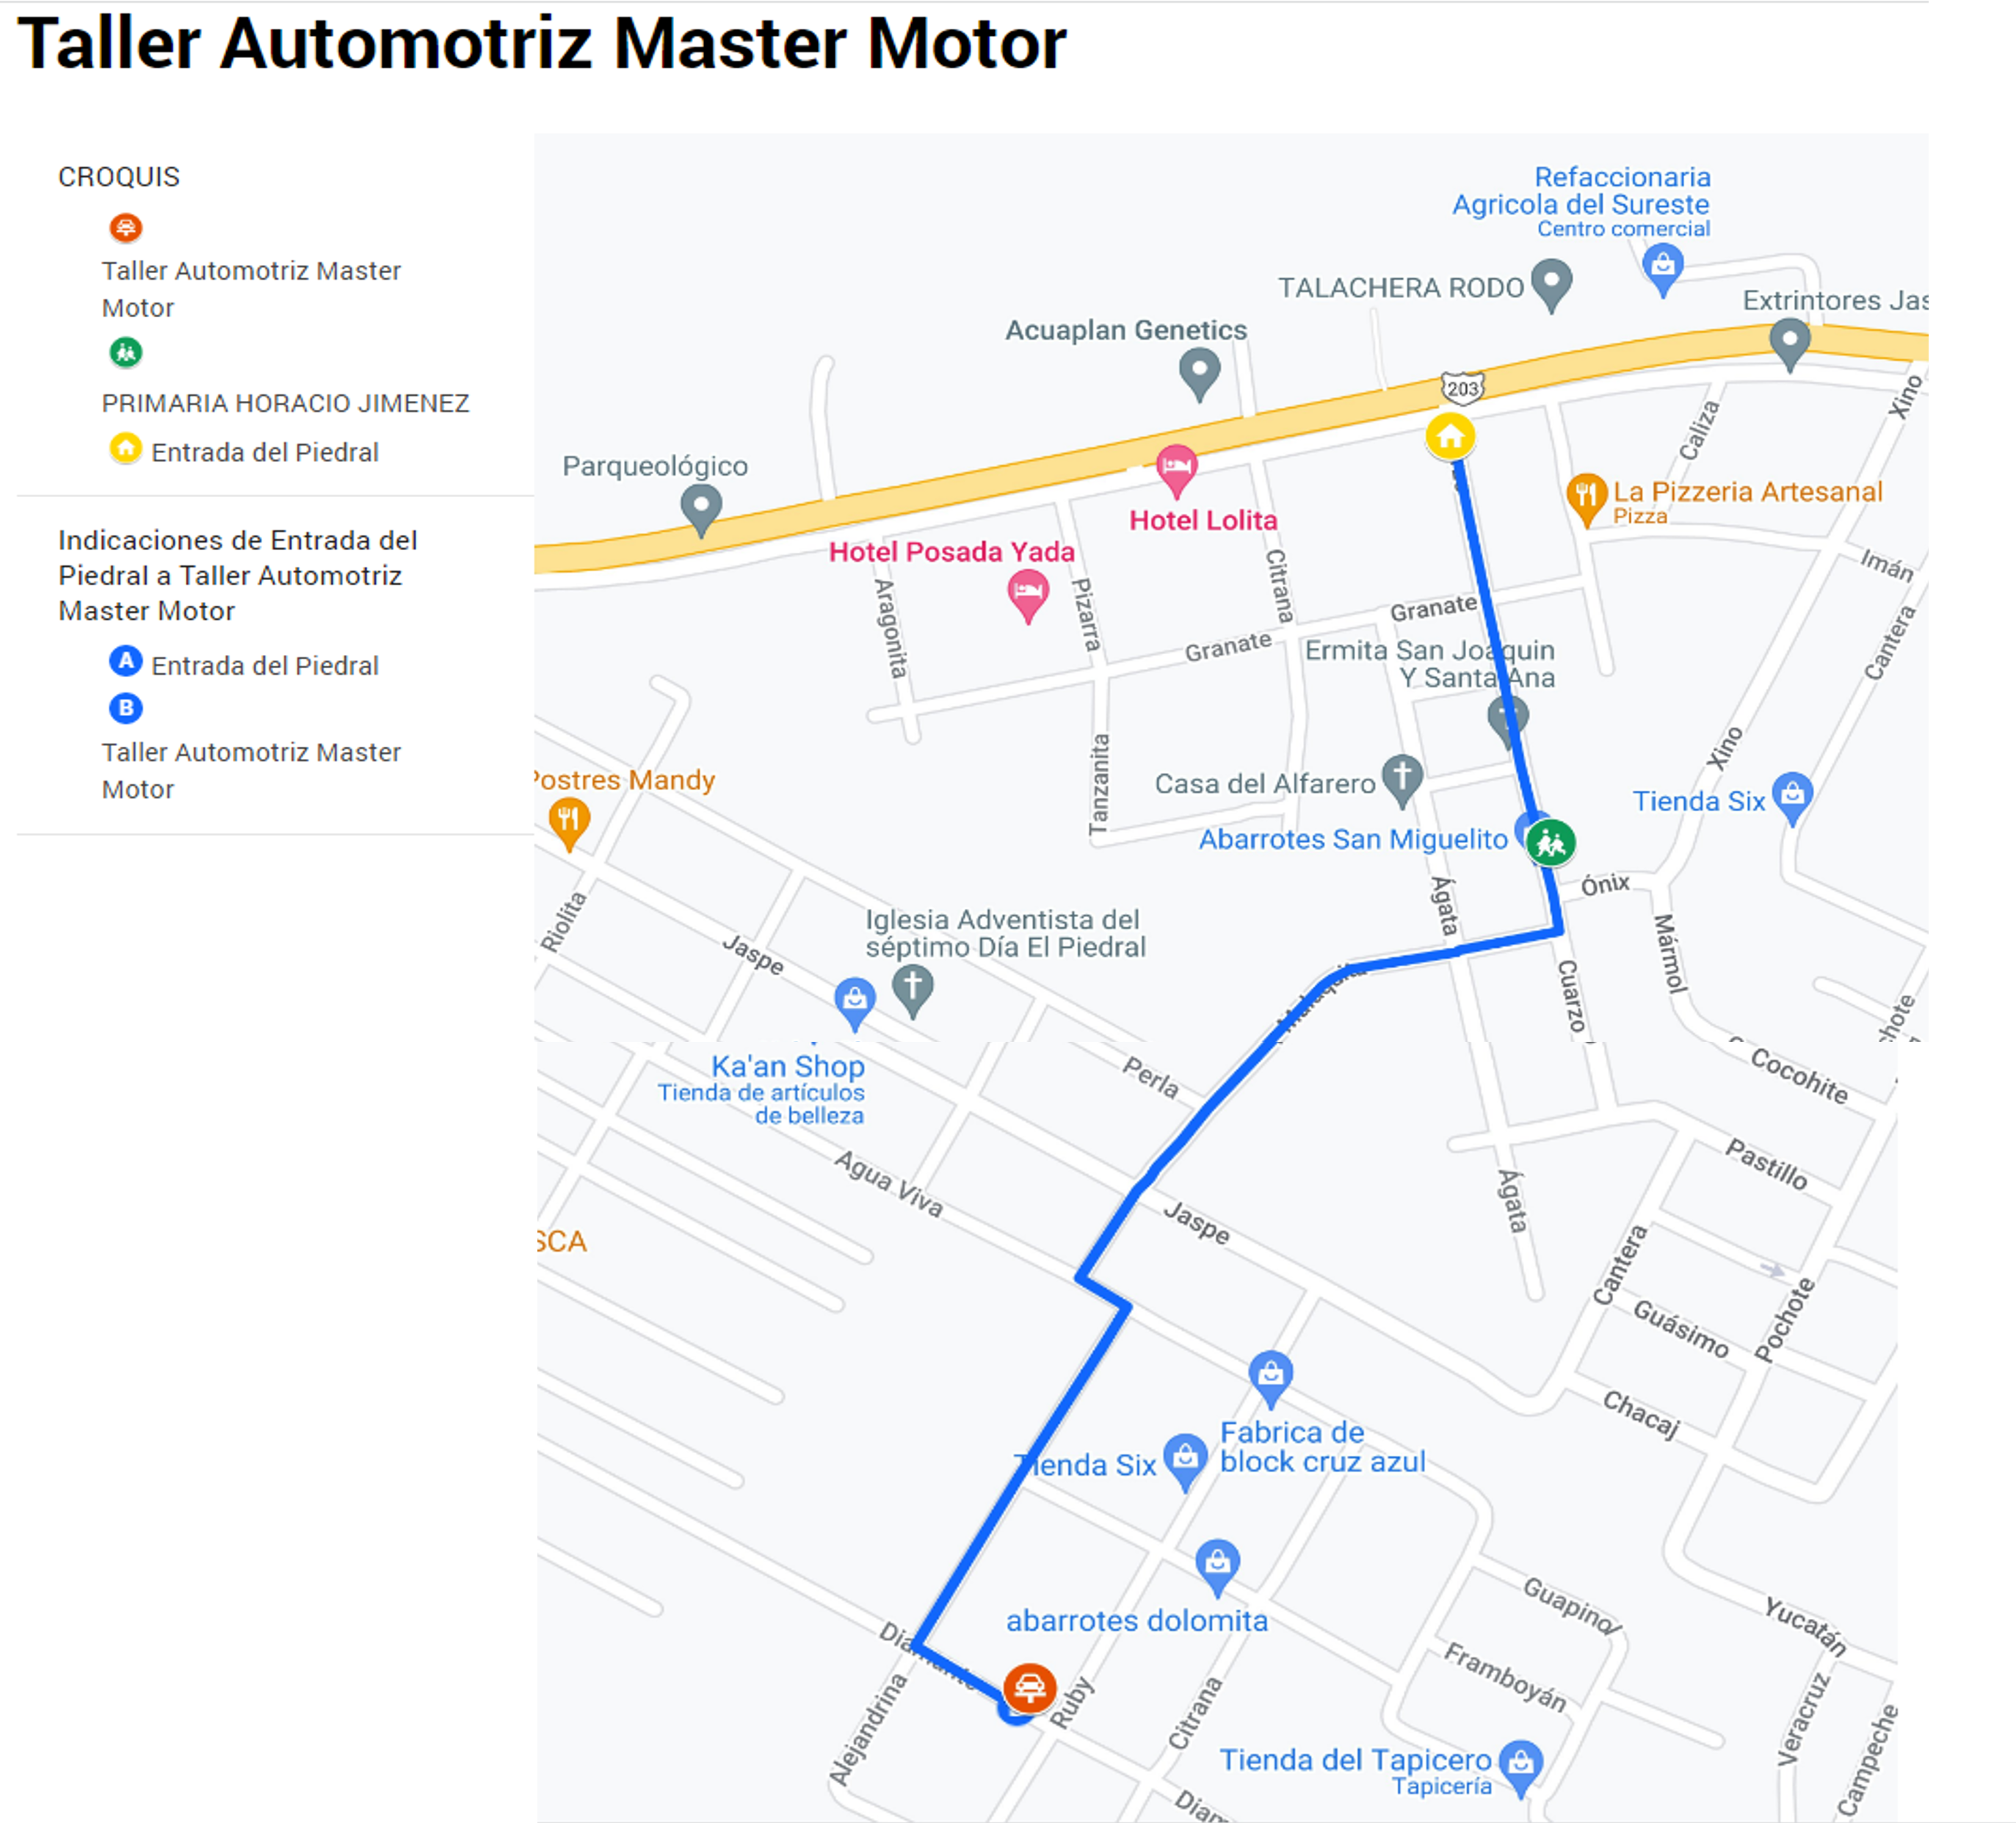 Taller Automotriz Master Motor
CROQUIS
Taller Automotriz Master
Motor
PRIMARIA HORACIO JIMENEZ
Entrada del Piedral
Indicaciones de Entrada del
Piedral a Taller Automotriz
Master Motor
A Entrada del Piedral
B
Taller Automotriz Master
Motor
Refaccionaria
Agricola del Sureste
Centro comercial
TALACHERA RODO
Extrintores Jas
Acuaplan Genetics
203
Xino
Caliza
Parqueológico
La Pizzeria Artesanal
Pizza
Hotel Lolita
Hotel Posada Yada
Citrana
Imán
Aragonita
Pizarra
Granate
Granate
Cantera
Ermita San Joaquin
Y Santa Ana
Xino
Tanzanita
Postres Mandy
Casa del Alfarero
Tienda Six
Abarrotes San Miguelito
Ónix
Ágata
Riolita
Jaspe
Iglesia Adventista del
séptimo Día El Piedral
Mármol
Cuarzo
Malaquita
chote
Ka'an Shop
Tienda de artículos
de belleza
Perla
Cocohite
Agua Viva
Pastillo
Ágata
Jaspe
SCA
Cantera
Guásimo
Pochote
Chacaj
Fabrica de
block cruz azul
Tienda Six
abarrotes dolomita
Guapino
Yucatán
Framboyán
Diamante
Alejandrina
Ruby
Citrana
Veracruz
Campeche
Tienda del Tapicero
Tapicería
Diam